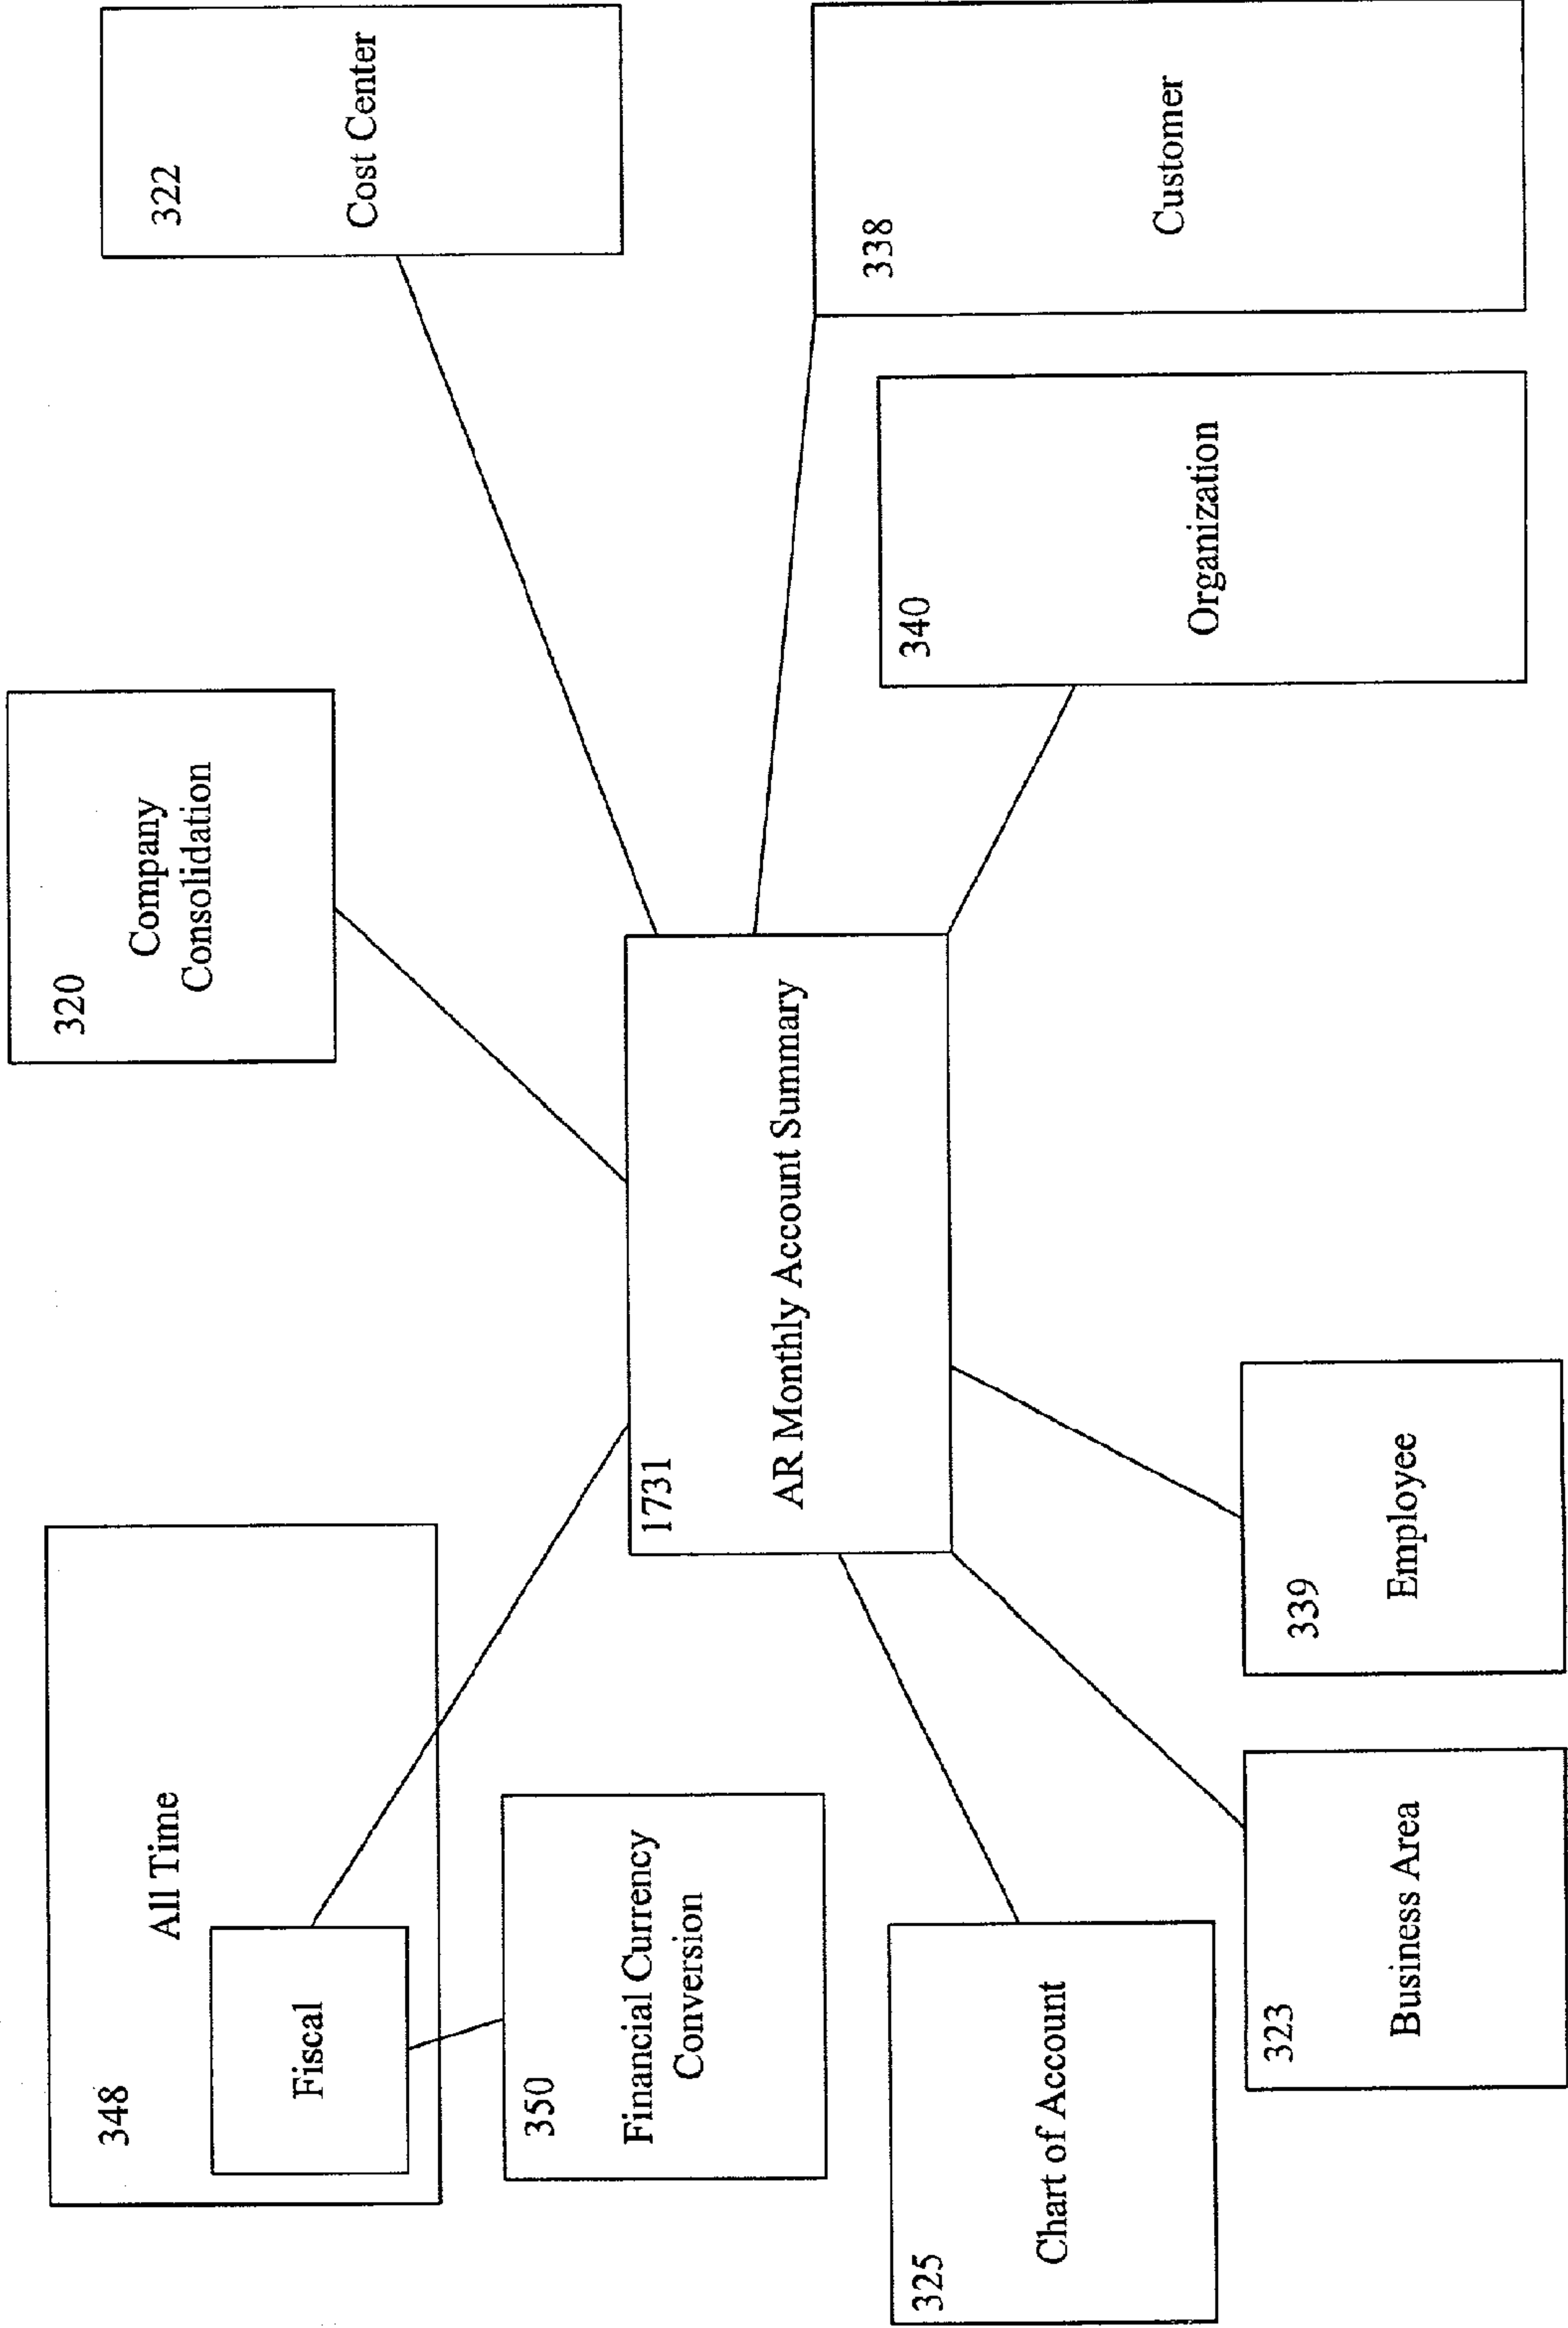 348
All Time
Fiscal
350
Financial Currency
Conversion
325
Chart of Account
323
Business Area
339
Employee
1731
AR Monthly Account Summary
320
Company
Consolidation
322
Cost Center
338
Customer
340
Organization